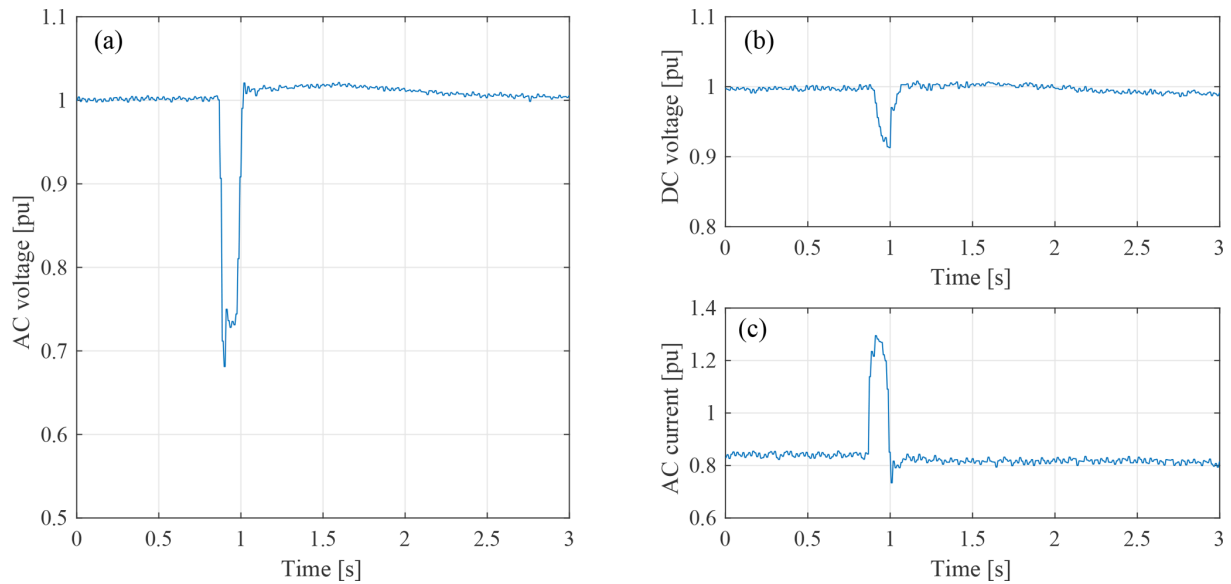 (a)
AC voltage [pu]
1.1
1
0.9
0.8
0.7
0.6
0.5
0 0.5 1 1.5 2 2.5 3
Time [s]
(b)
DC voltage [pu]
1.1
1
0.9
0.8
0 0.5 1 1.5 2 2.5 3
Time [s]
(c)
AC current [pu]
1.4
1.2
1
0.8
0.6
0 0.5 1 1.5 2 2.5 3
Time [s]